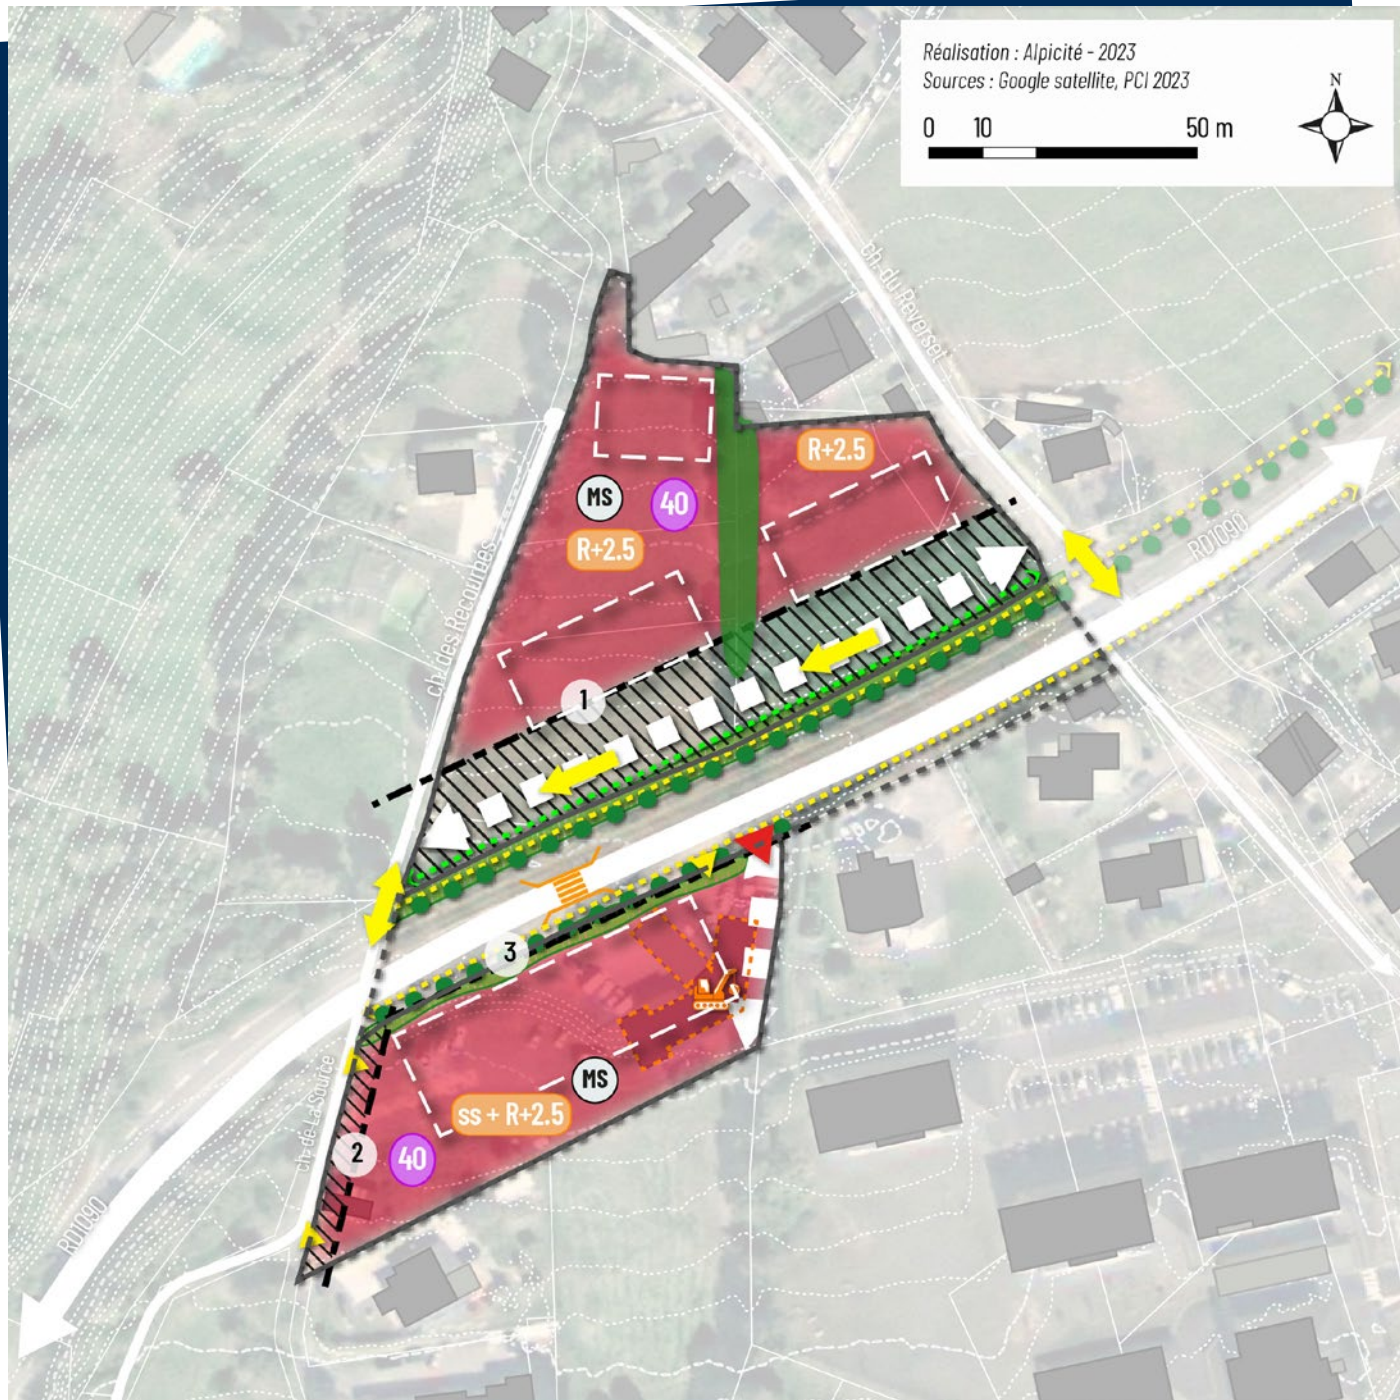 Réalisation : Alpicité - 2023
Sources : Google satellite, PCI 2023
N
0 10 50 m
ch. du Reverset
R+2.5
MS
40
R+2.5
RD1090
ch. des Recourbes
1
3
MS
ss + R+2.5
ch. de La Source
2
40
RD1090